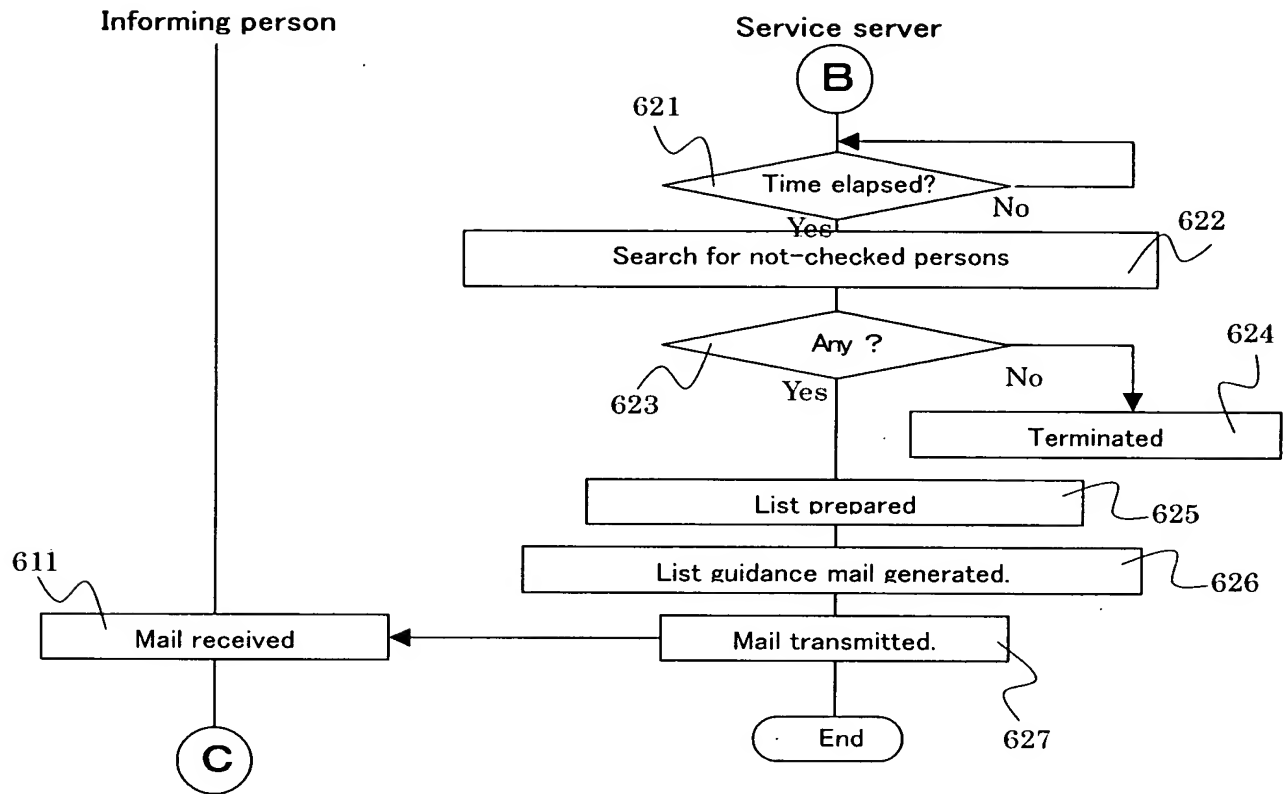 Informing person
Service server
B
621
Time elapsed?
No
Yes
622
Search for not-checked persons
Any ?
623
Yes
No
624
Terminated
List prepared
625
List guidance mail generated.
626
611
Mail received
Mail transmitted.
627
End
C